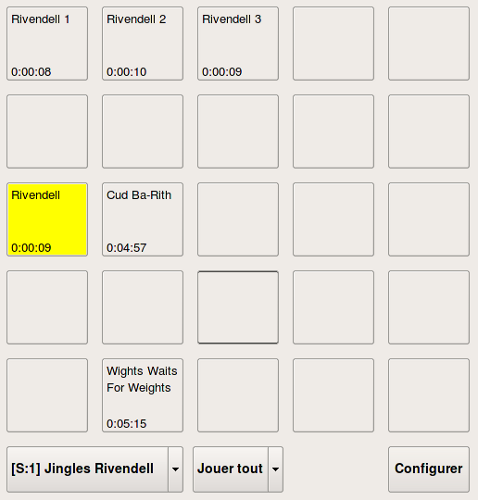 Rivendell 1
Rivendell 2
Rivendell 3
0:00:08
0:00:10
0:00:09
Rivendell
Cud Ba-Rith
0:00:09
0:04:57
Wights Waits
For Weights
0:05:15
[S:1] Jingles Rivendell
Jouer tout
Configurer